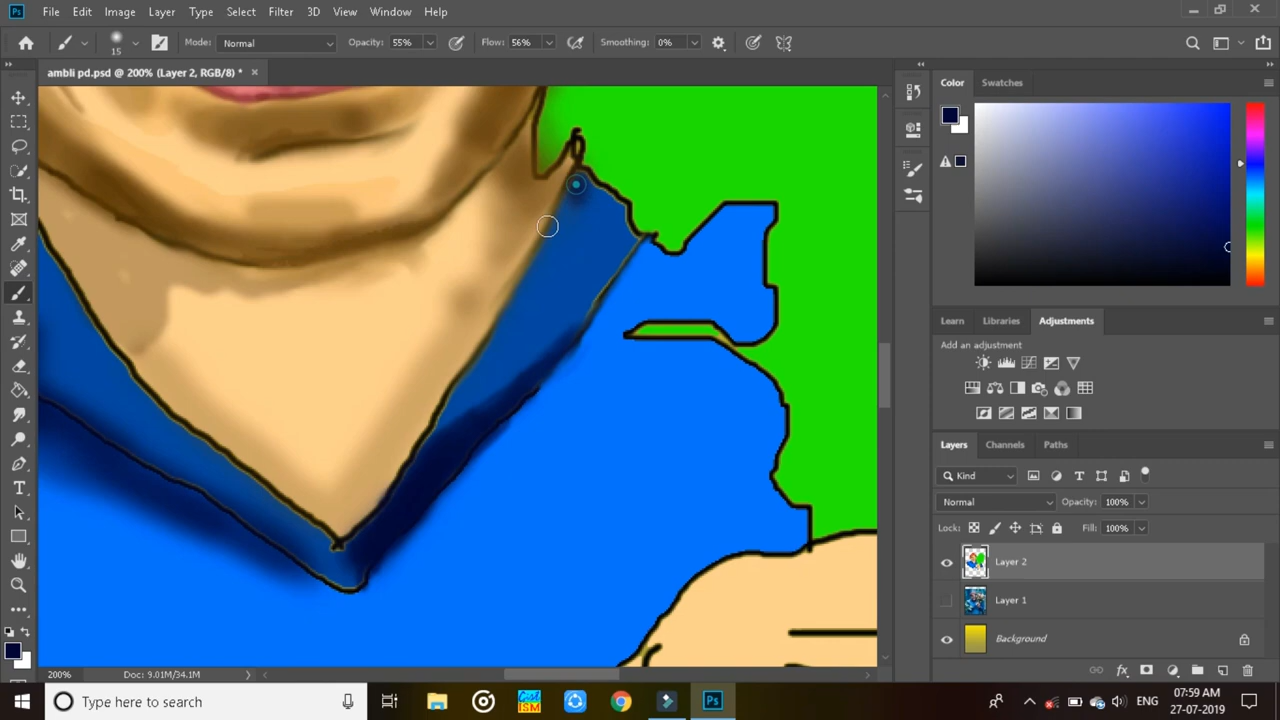 Ps File Edit Image Layer Type Select Filter 3D View Window Help
15 Mode: Normal Opacity: 55% Flow: 56% Smoothing: 0%
ambli pd.psd @ 200% (Layer 2, RGB/8) * ×
Color Swatches
Learn Libraries Adjustments
Add an adjustment
Layers Channels Paths
Kind
Normal Opacity: 100%
Lock: Fill: 100%
Layer 2
Layer 1
Background
200% Doc: 9.01M/34.1M
Type here to search
Ps
ENG
07:59 AM
27-07-2019